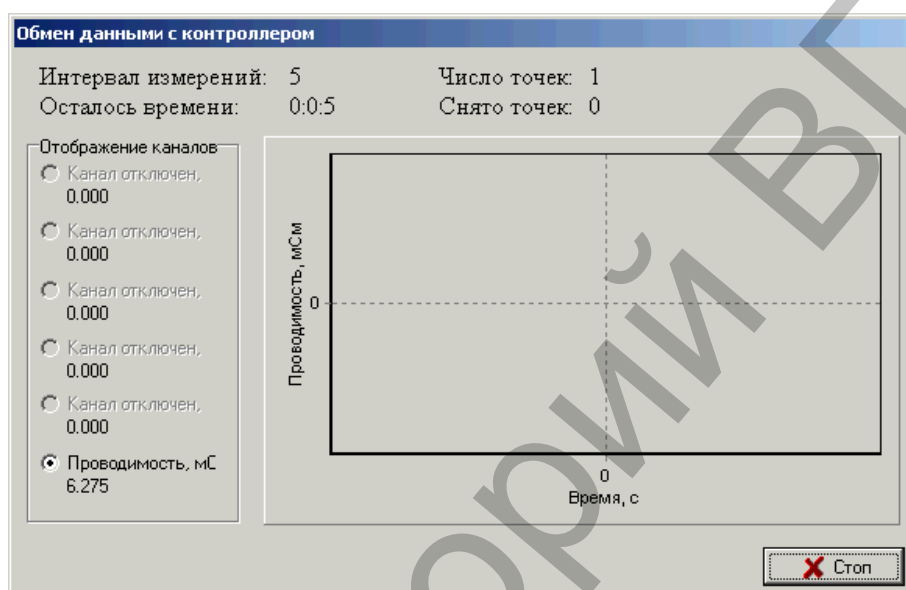 Обмен данными с контроллером
Интервал измерений: 5 Число точек: 1
Осталось времени: 0:0:5 Снято точек: 0
Отображение каналов
Канал отключен,
0.000
Канал отключен,
0.000
Канал отключен,
0.000
Канал отключен,
0.000
Канал отключен,
0.000
Проводимость, мС
6.275
Проводимость, мСм
0
0
Время, с
Стоп